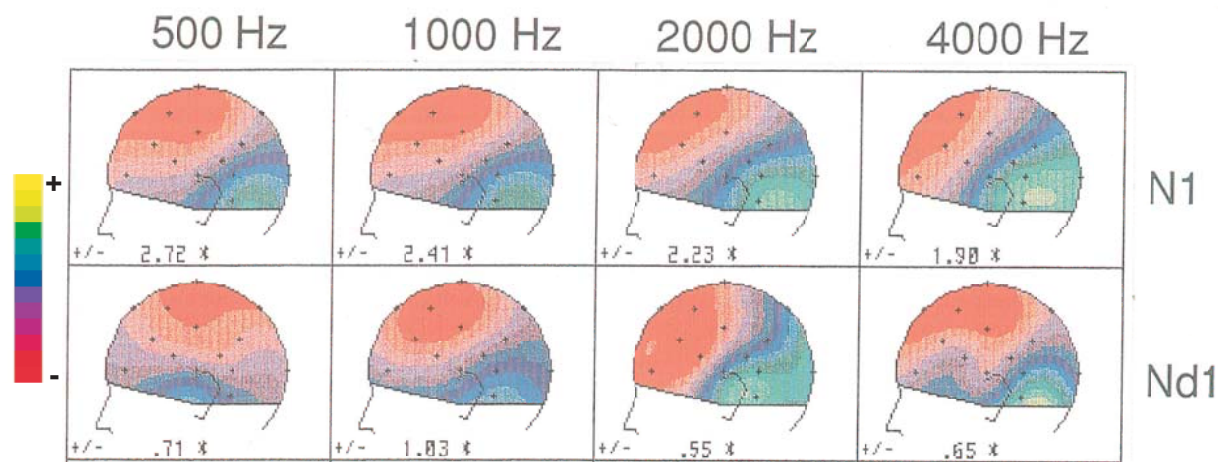 500 Hz 1000 Hz 2000 Hz 4000 Hz
+
-
N1
+/- 2.72 * +/- 2.41 * +/- 2.23 * +/- 1.90 *
Nd1
+/- .71 * +/- 1.03 * +/- .55 * +/- .65 *